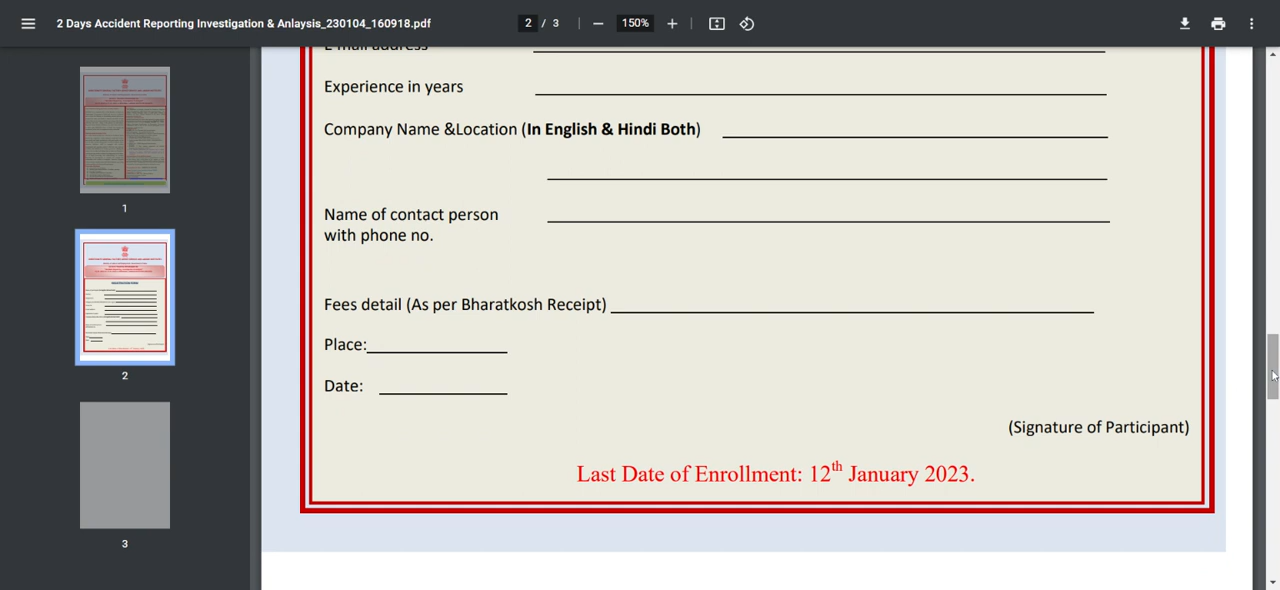 2 Days Accident Reporting Investigation & Anlaysis_230104_160918.pdf
2 / 3
150%
E-mail address
Experience in years
Company Name &Location (In English & Hindi Both)
Name of contact person
with phone no.
Fees detail (As per Bharatkosh Receipt)
Place:
Date:
(Signature of Participant)
Last Date of Enrollment: 12th January 2023.
1
2
3